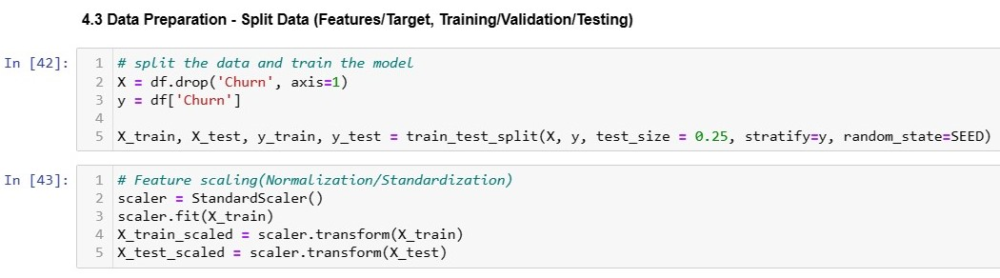 4.3 Data Preparation - Split Data (Features/Target, Training/Validation/Testing)
In [42]:
1 # split the data and train the model
2 X = df.drop('Churn', axis=1)
3 y = df['Churn']
4
5 X_train, X_test, y_train, y_test = train_test_split(X, y, test_size = 0.25, stratify=y, random_state=SEED)
In [43]:
1 # Feature scaling(Normalization/Standardization)
2 scaler = StandardScaler()
3 scaler.fit(X_train)
4 X_train_scaled = scaler.transform(X_train)
5 X_test_scaled = scaler.transform(X_test)